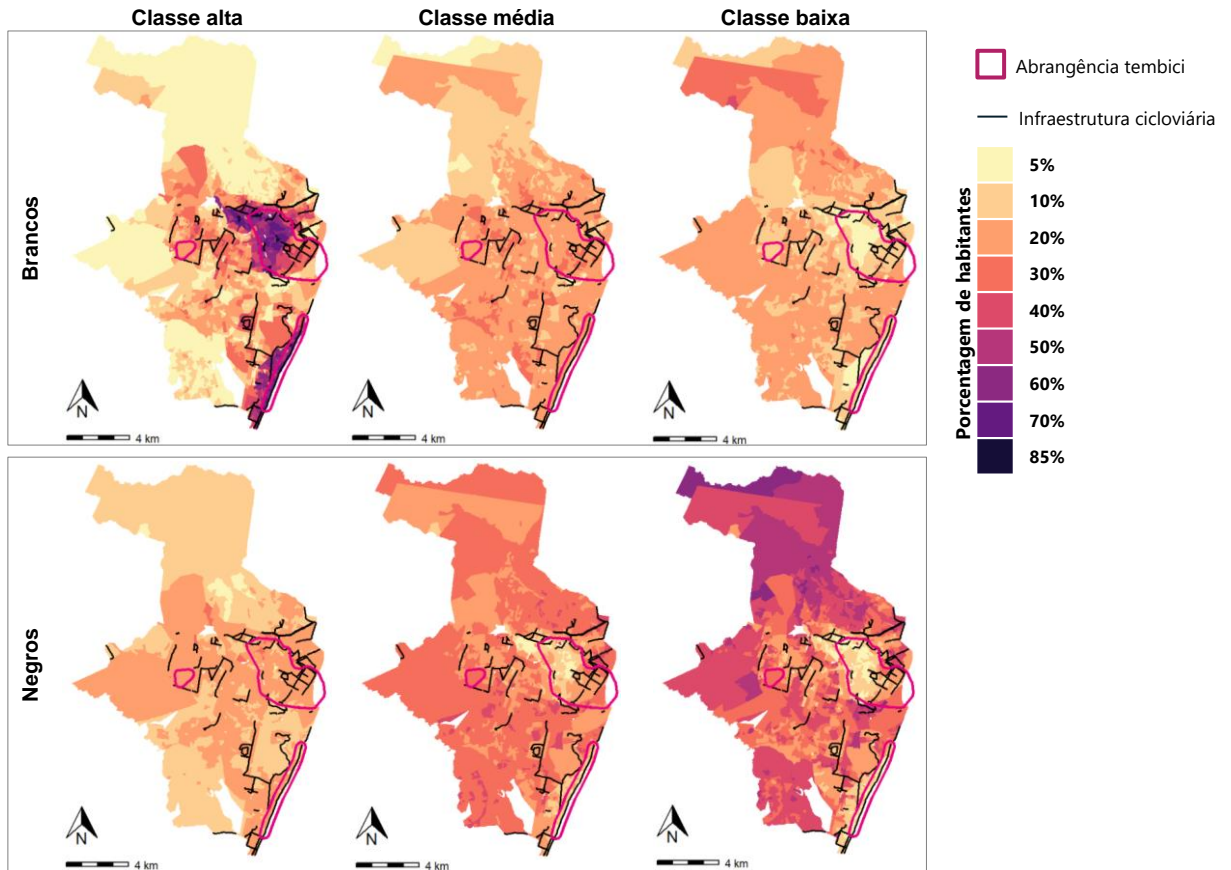 Classe alta
Classe média
Classe baixa
Brancos
N
4 km
N
4 km
N
4 km
Negros
N
4 km
N
4 km
N
4 km
Abrangência tembici
Infraestrutura cicloviária
Porcentagem de habitantes
5%
10%
20%
30%
40%
50%
60%
70%
85%